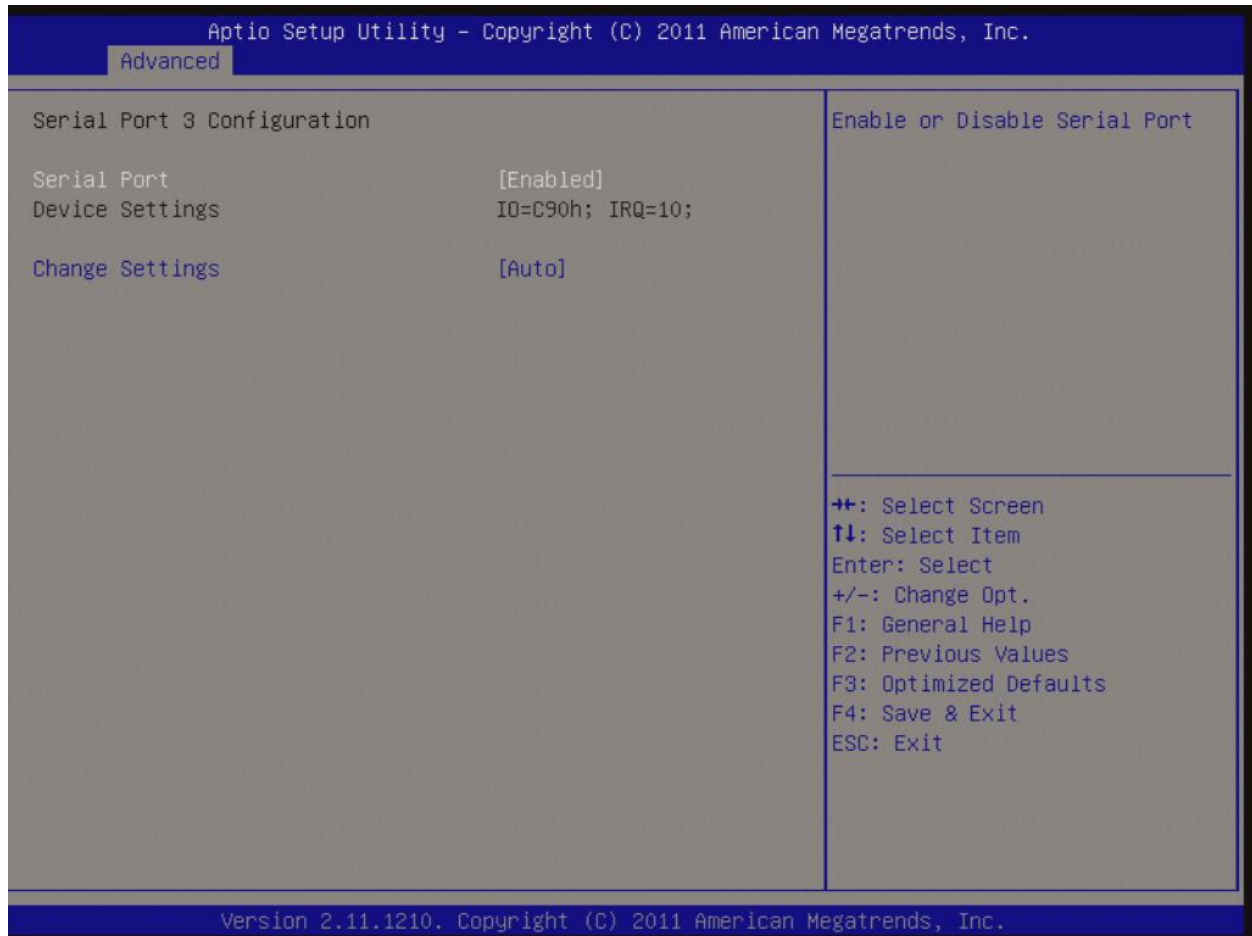 Aptio Setup Utility – Copyright (C) 2011 American Megatrends, Inc.
Advanced
Serial Port 3 Configuration
Serial Port [Enabled]
Device Settings IO=C90h; IRQ=10;
Change Settings [Auto]
Enable or Disable Serial Port
→←: Select Screen
↑↓: Select Item
Enter: Select
+/-: Change Opt.
F1: General Help
F2: Previous Values
F3: Optimized Defaults
F4: Save & Exit
ESC: Exit
Version 2.11.1210. Copyright (C) 2011 American Megatrends, Inc.